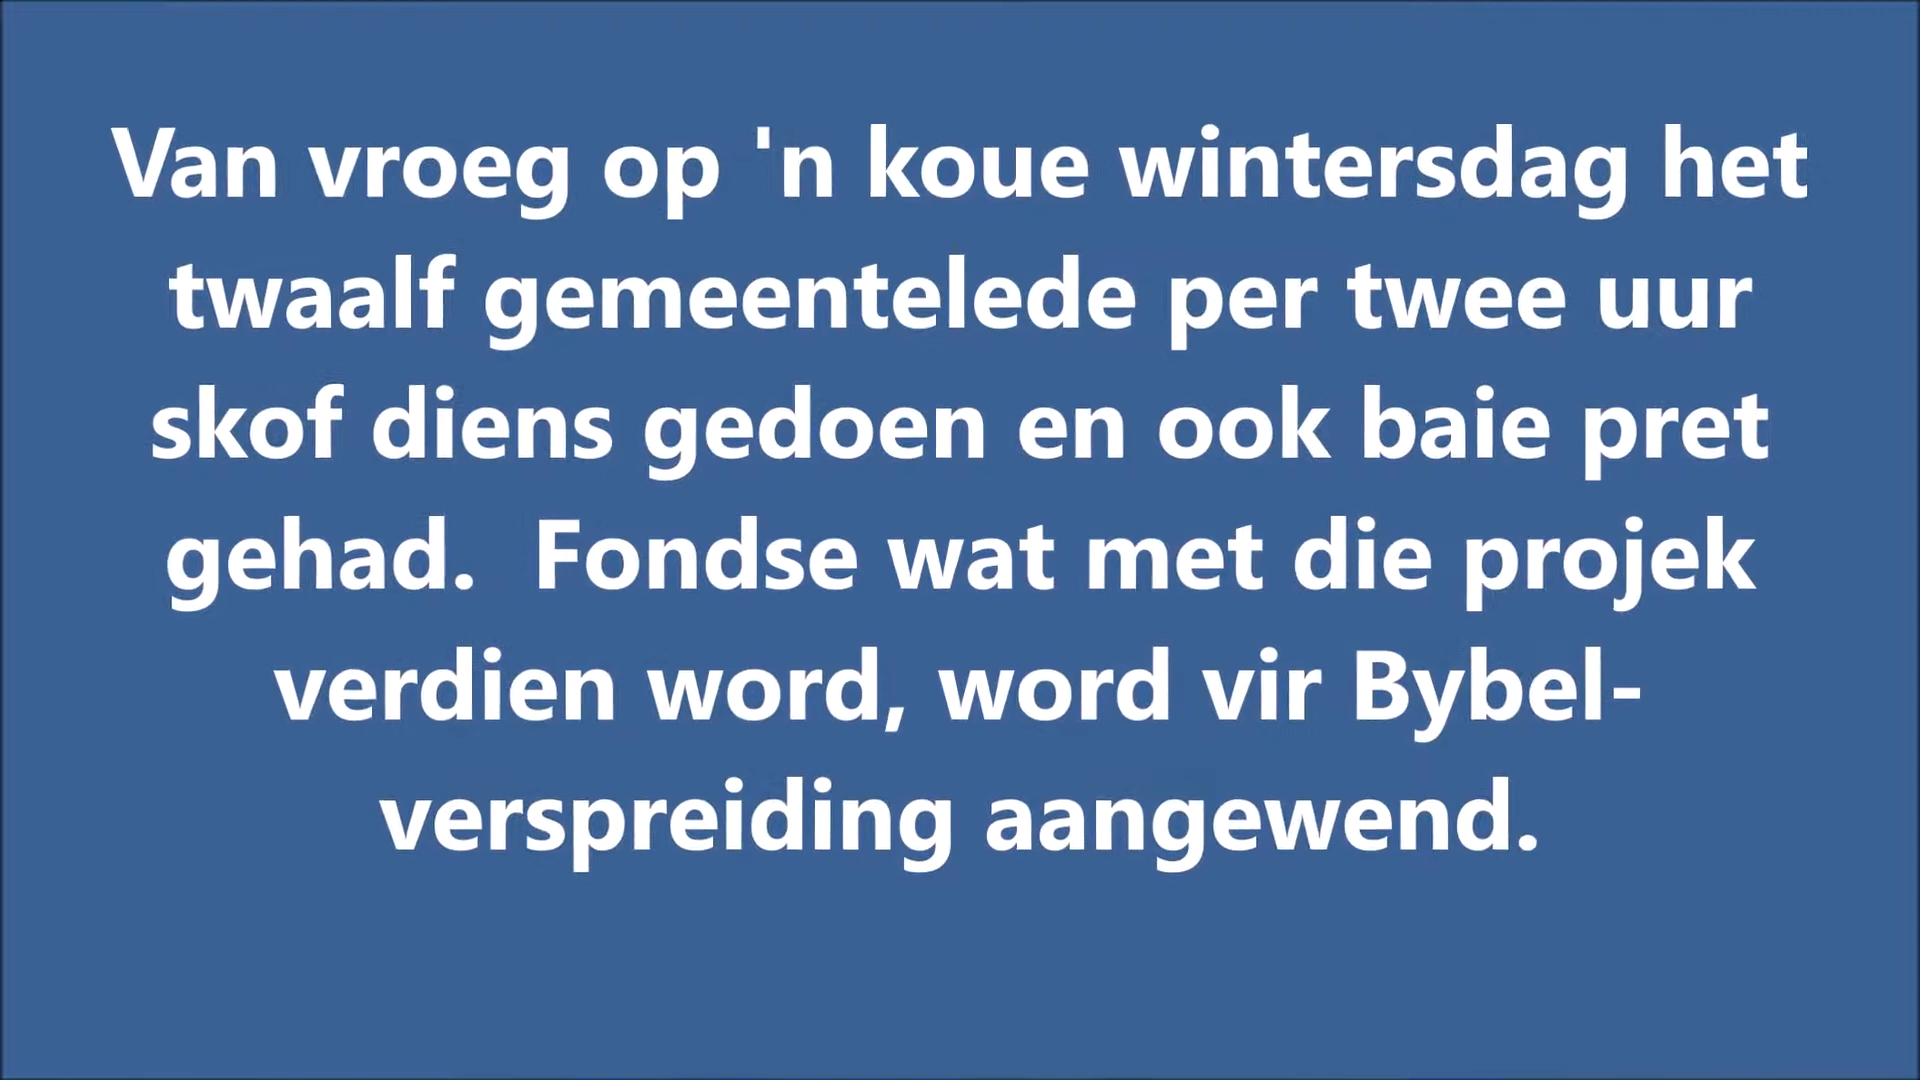 Van vroeg op 'n koue wintersdag het
twaalf gemeentelede per twee uur
skof diens gedoen en ook baie pret
gehad.  Fondse wat met die projek
verdien word, word vir Bybel-
verspreiding aangewend.